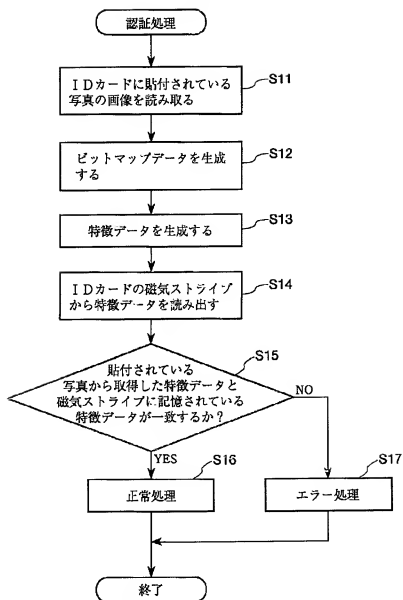 認証処理
IDカードに貼付されている
写真の画像を読み取る
S11
ビットマップデータを生成
する
S12
特徴データを生成する
S13
IDカードの磁気ストライプ
から特徴データを読み出す
S14
貼付されている
写真から取得した特徴データと
磁気ストライプに記憶されている
特徴データが一致するか?
S15
NO
YES
正常処理
S16
エラー処理
S17
終了